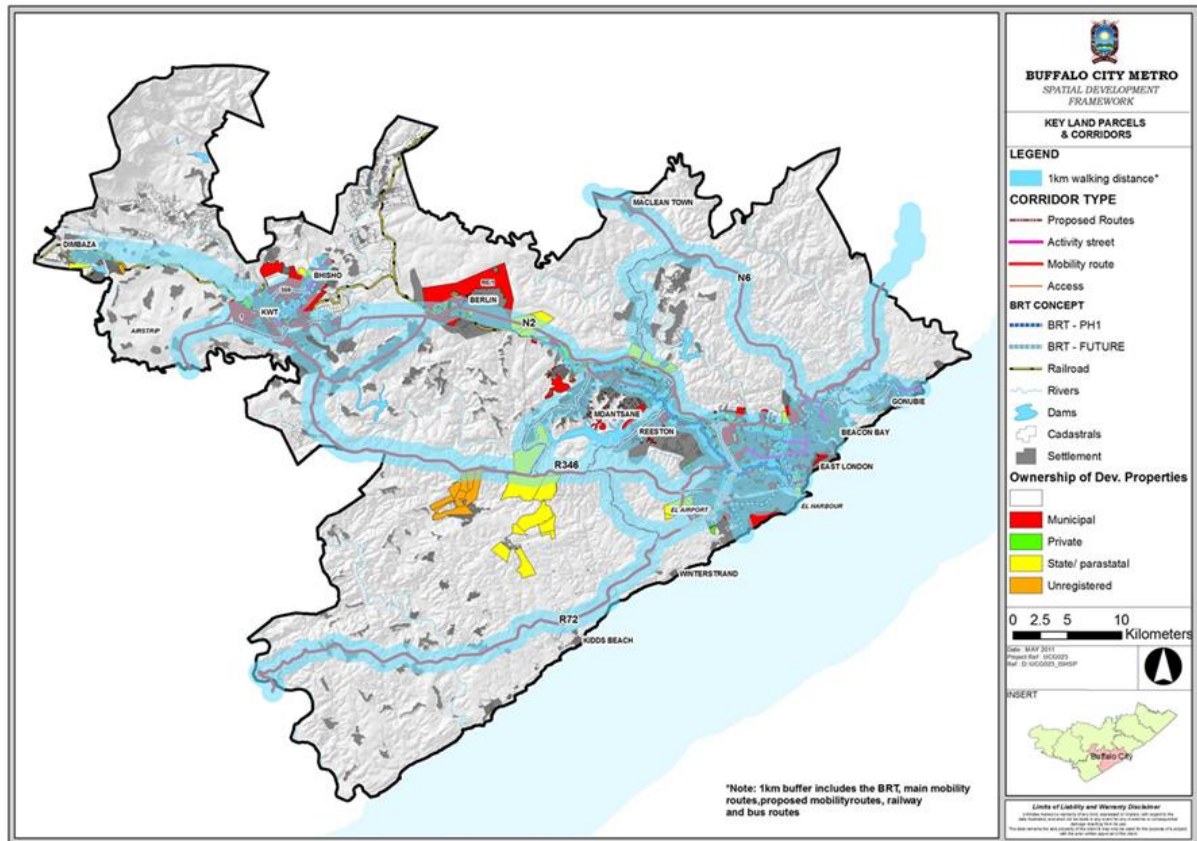 MACLEAN TOWN
DIMBAZA
BHISHO
N6
BERLIN
KWT
AIRSTRIP
N2
GONUBIE
MDANTSANE
REESTON
BEACON BAY
EAST LONDON
R346
EL AIRPORT
EL HARBOUR
WINTERSTRAND
R72
KIDDS BEACH
*Note: 1km buffer includes the BRT, main mobility
routes,proposed mobilityroutes, railway
and bus routes
BUFFALO CITY METRO
SPATIAL DEVELOPMENT
FRAMEWORK
KEY LAND PARCELS
& CORRIDORS
LEGEND
1km walking distance*
CORRIDOR TYPE
Proposed Routes
Activity street
Mobility route
Access
BRT CONCEPT
BRT - PH1
BRT - FUTURE
Railroad
Rivers
Dams
Cadastrals
Settlement
Ownership of Dev. Properties
Municipal
Private
State/ parastatal
Unregistered
0 2.5 5 10
Kilometers
Date : MAY 2011
INSERT
Buffalo City
Limits of Liability and Warranty Disclaimer